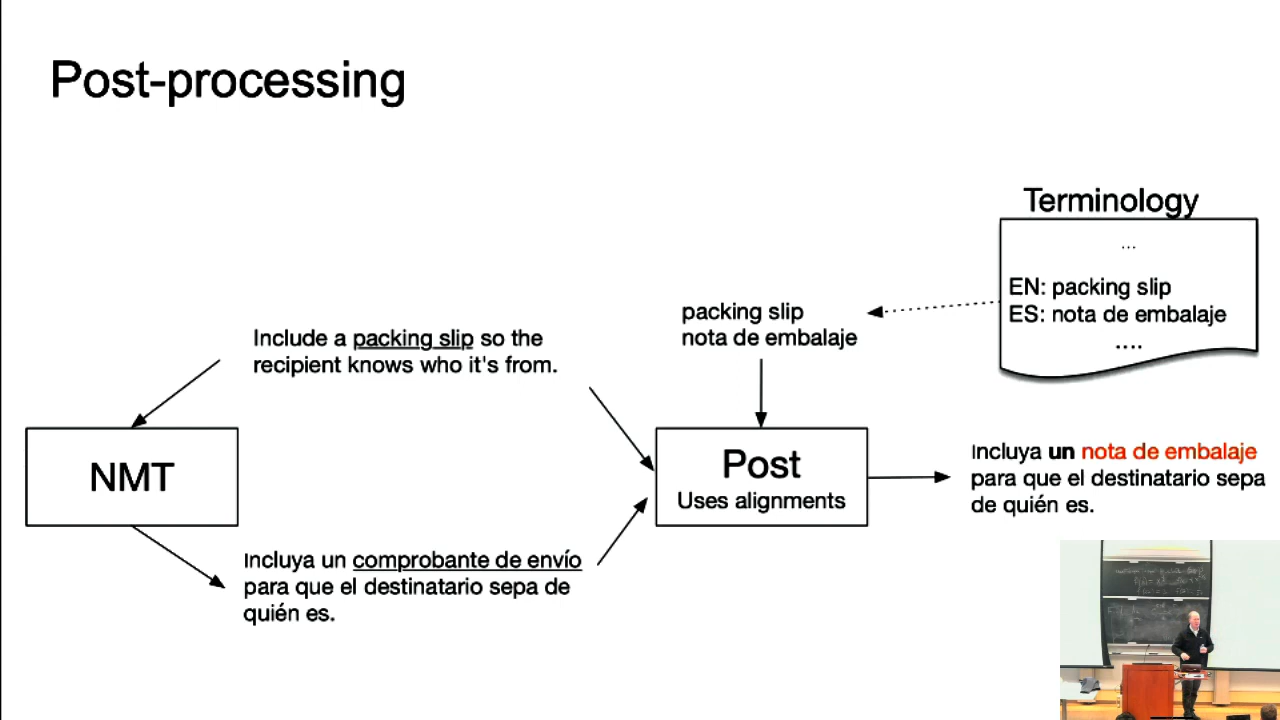 Post-processing
Terminology
...
EN: packing slip
ES: nota de embalaje
....
packing slip
nota de embalaje
Include a packing slip so the
recipient knows who it's from.
NMT
Post
Uses alignments
Incluya un nota de embalaje
para que el destinatario sepa
de quién es.
Incluya un comprobante de envío
para que el destinatario sepa de
quién es.